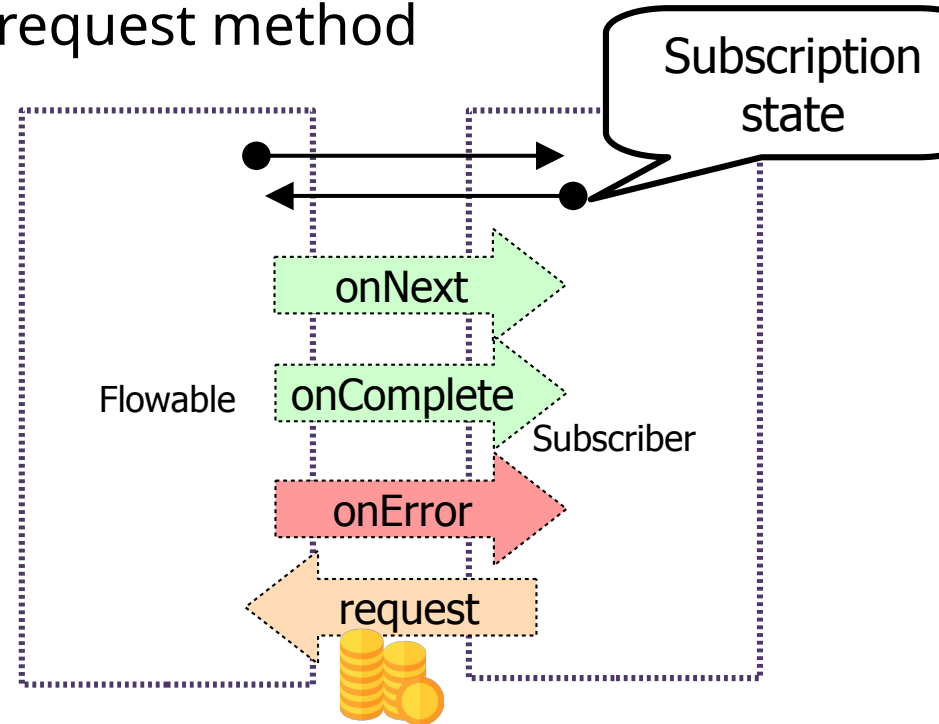 request method
Subscription
state
onNext
onComplete
Flowable
Subscriber
onError
request